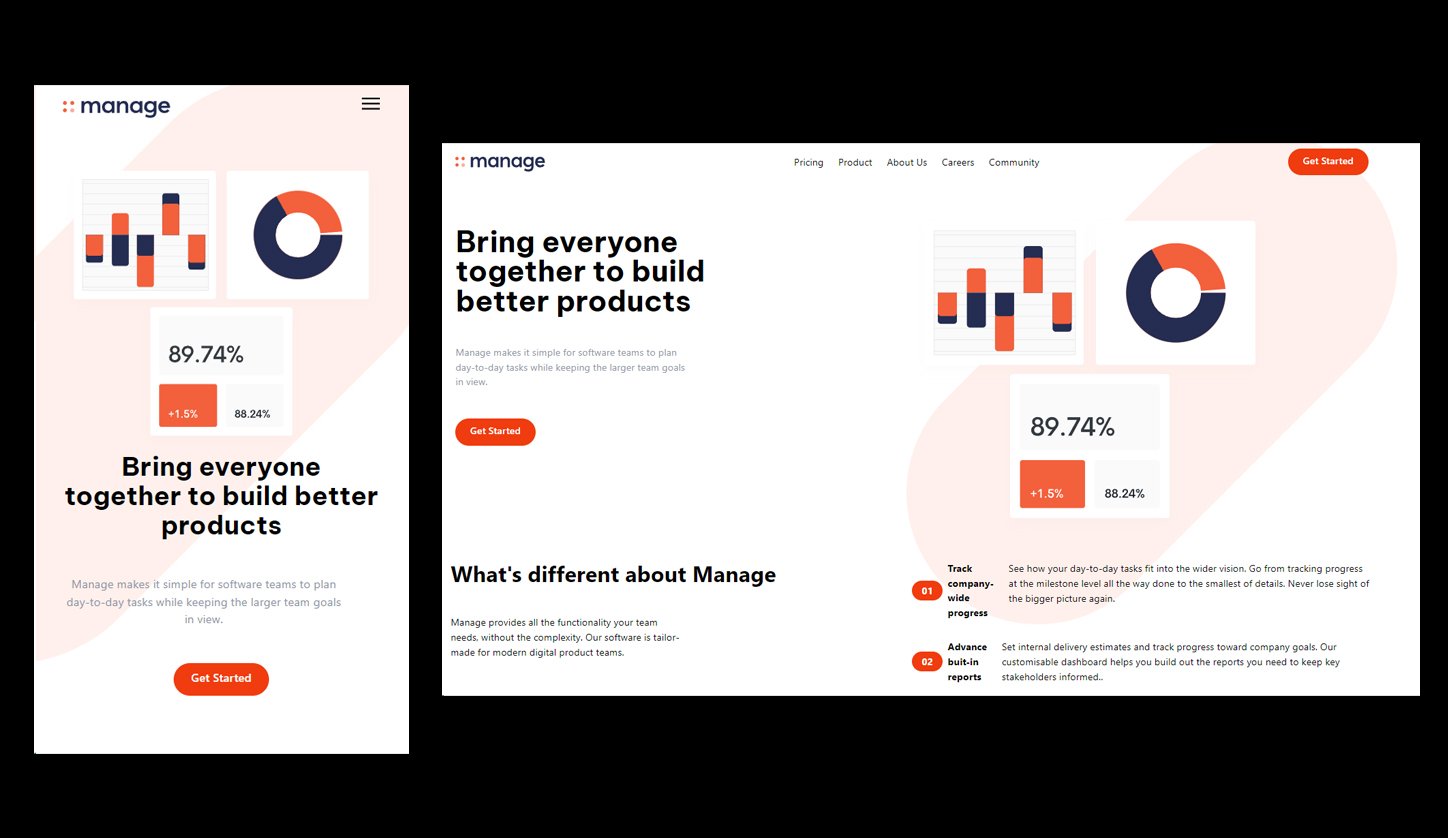 manage
89.74%
+1.5%
88.24%
Bring everyone
together to build better
products
Manage makes it simple for software teams to plan
day-to-day tasks while keeping the larger team goals
in view.
Get Started
manage
Pricing Product About Us Careers Community
Get Started
Bring everyone
together to build
better products
Manage makes it simple for software teams to plan
day-to-day tasks while keeping the larger team goals
in view.
Get Started
89.74%
+1.5%
88.24%
What's different about Manage
Manage provides all the functionality your team
needs, without the complexity. Our software is tailor-
made for modern digital product teams.
01
Track
company-
wide
progress
See how your day-to-day tasks fit into the wider vision. Go from tracking progress
at the milestone level all the way done to the smallest of details. Never lose sight of
the bigger picture again.
02
Advance
buit-in
reports
Set internal delivery estimates and track progress toward company goals. Our
customisable dashboard helps you build out the reports you need to keep key
stakeholders informed..